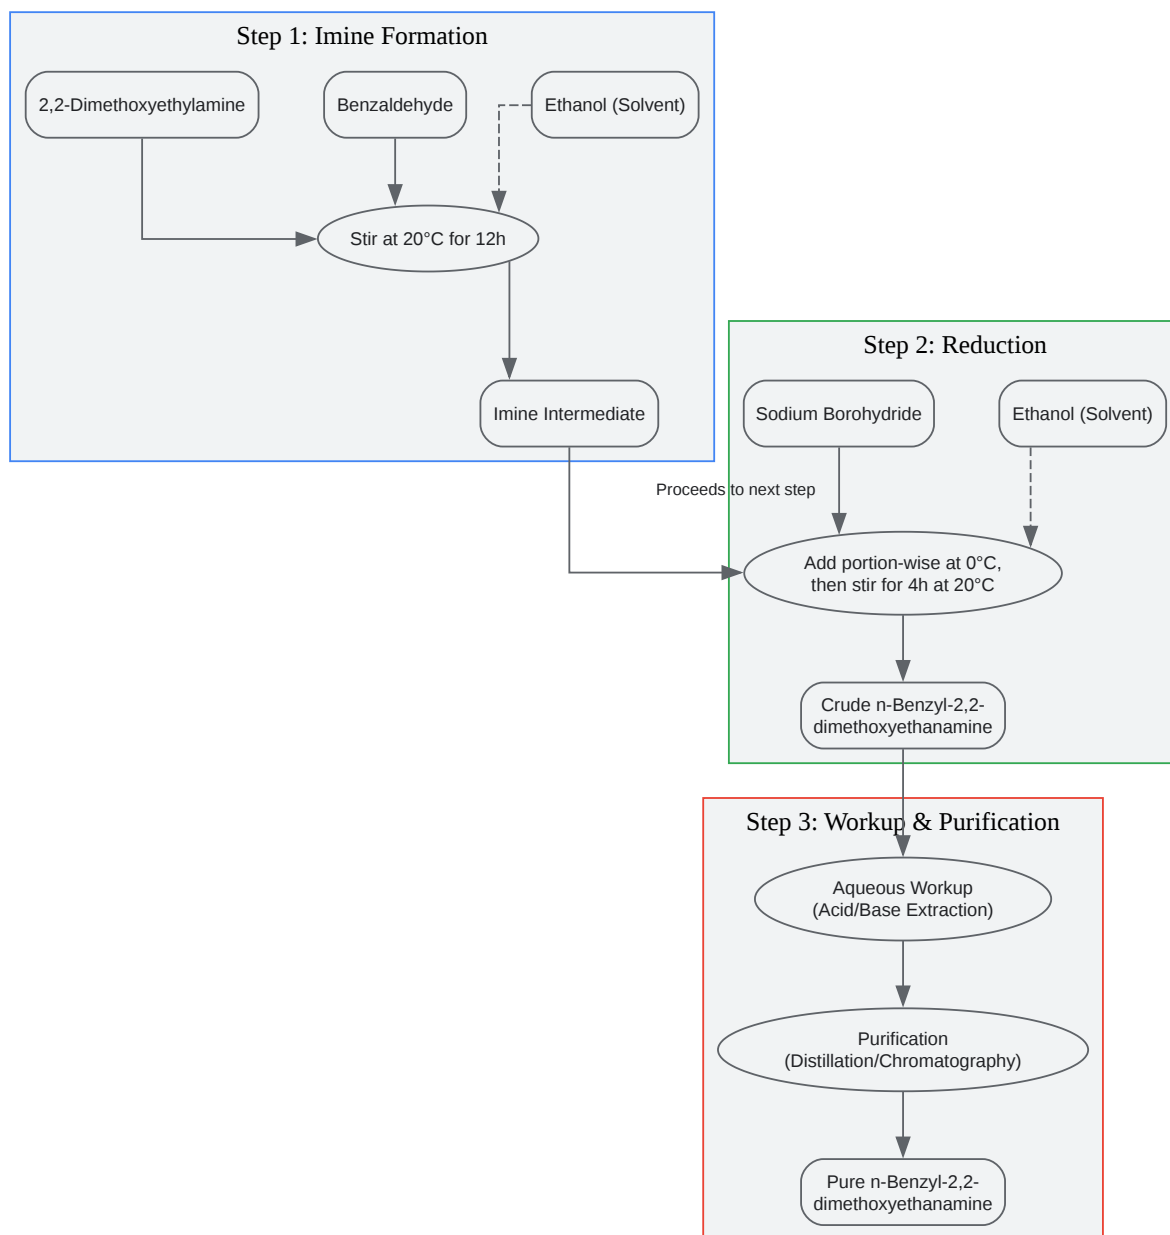 Step 1: Imine Formation
2,2-Dimethoxyethylamine
Benzaldehyde
Ethanol (Solvent)
Stir at 20°C for 12h
Imine Intermediate
Proceeds to next step
Step 2: Reduction
Sodium Borohydride
Ethanol (Solvent)
Add portion-wise at 0°C,
then stir for 4h at 20°C
Crude n-Benzyl-2,2-
dimethoxyethanamine
Step 3: Workup & Purification
Aqueous Workup
(Acid/Base Extraction)
Purification
(Distillation/Chromatography)
Pure n-Benzyl-2,2-
dimethoxyethanamine